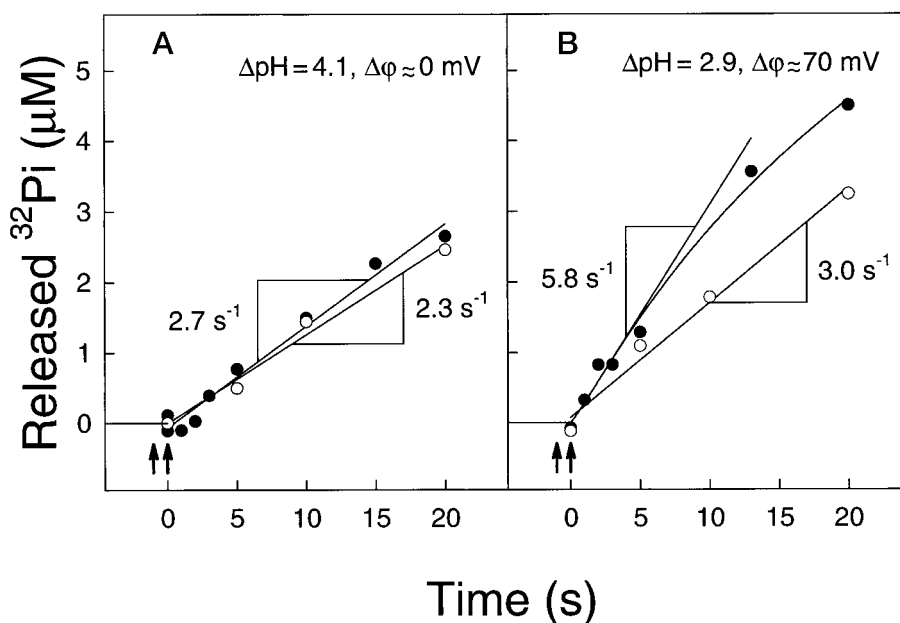 A
B
ΔpH = 4.1, Δφ ≈ 0 mV
ΔpH = 2.9, Δφ ≈ 70 mV
Released ³²Pi (μM)
5
4
3
2
1
0
2.7 s⁻¹
2.3 s⁻¹
5.8 s⁻¹
3.0 s⁻¹
0 5 10 15 20
0 5 10 15 20
Time (s)